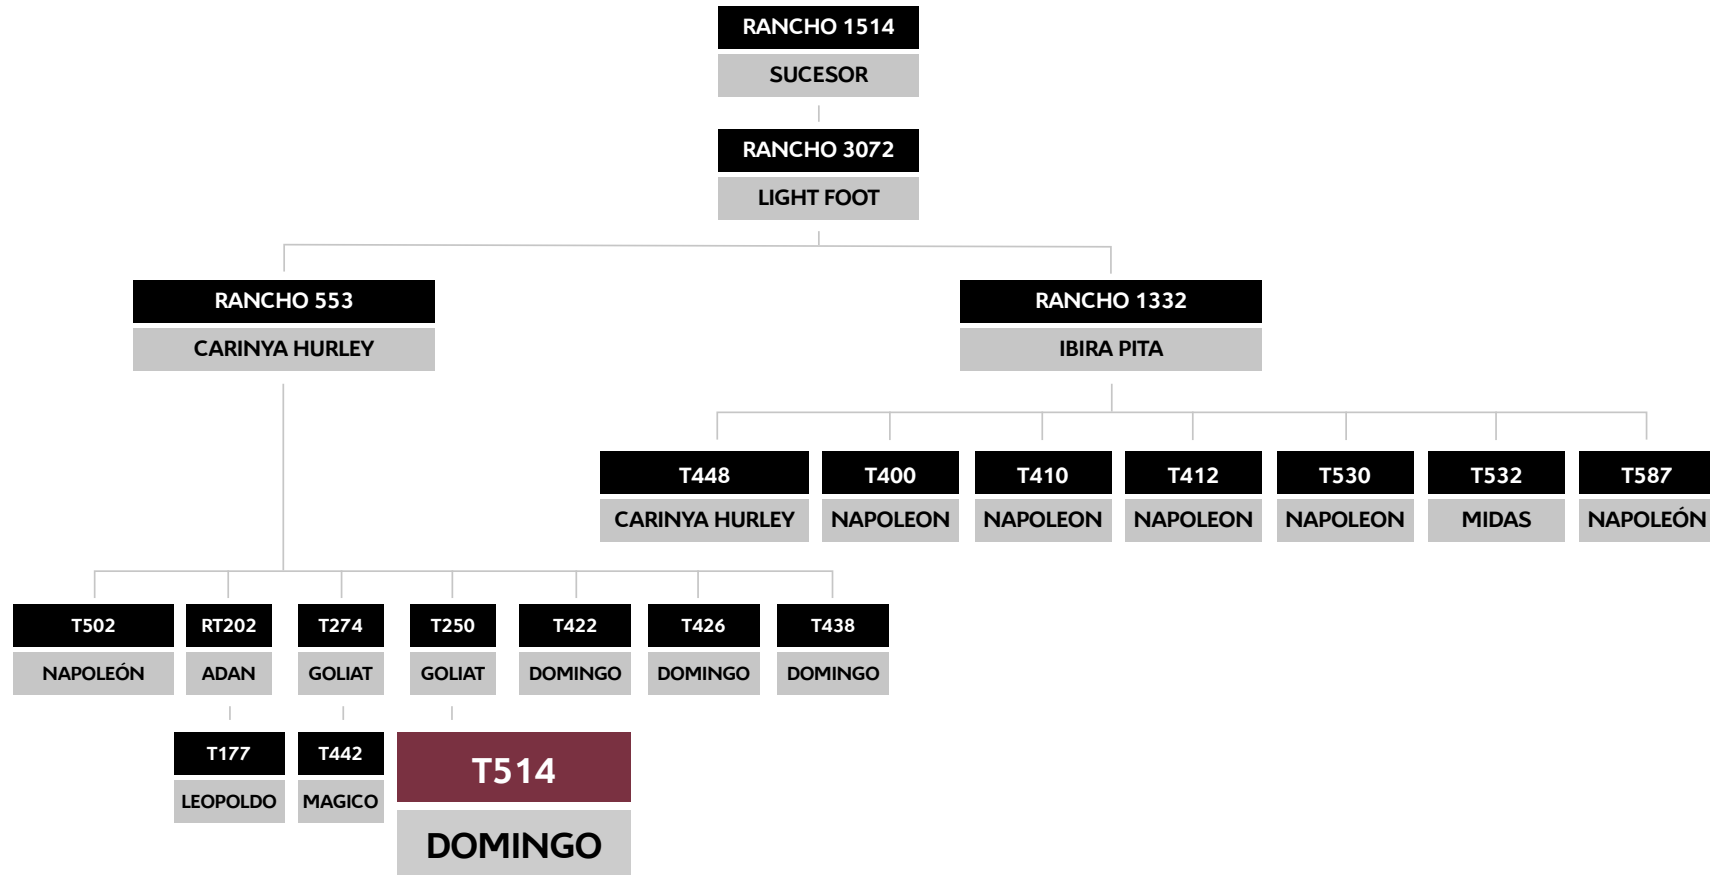 RANCHO 1514
SUCESOR
RANCHO 3072
LIGHT FOOT
RANCHO 553
CARINYA HURLEY
RANCHO 1332
IBIRA PITA
T448
CARINYA HURLEY
T400
NAPOLEON
T410
NAPOLEON
T412
NAPOLEON
T530
NAPOLEON
T532
MIDAS
T587
NAPOLEÓN
T502
NAPOLEÓN
RT202
ADAN
T274
GOLIAT
T250
GOLIAT
T422
DOMINGO
T426
DOMINGO
T438
DOMINGO
T177
LEOPOLDO
T442
MAGICO
T514
DOMINGO